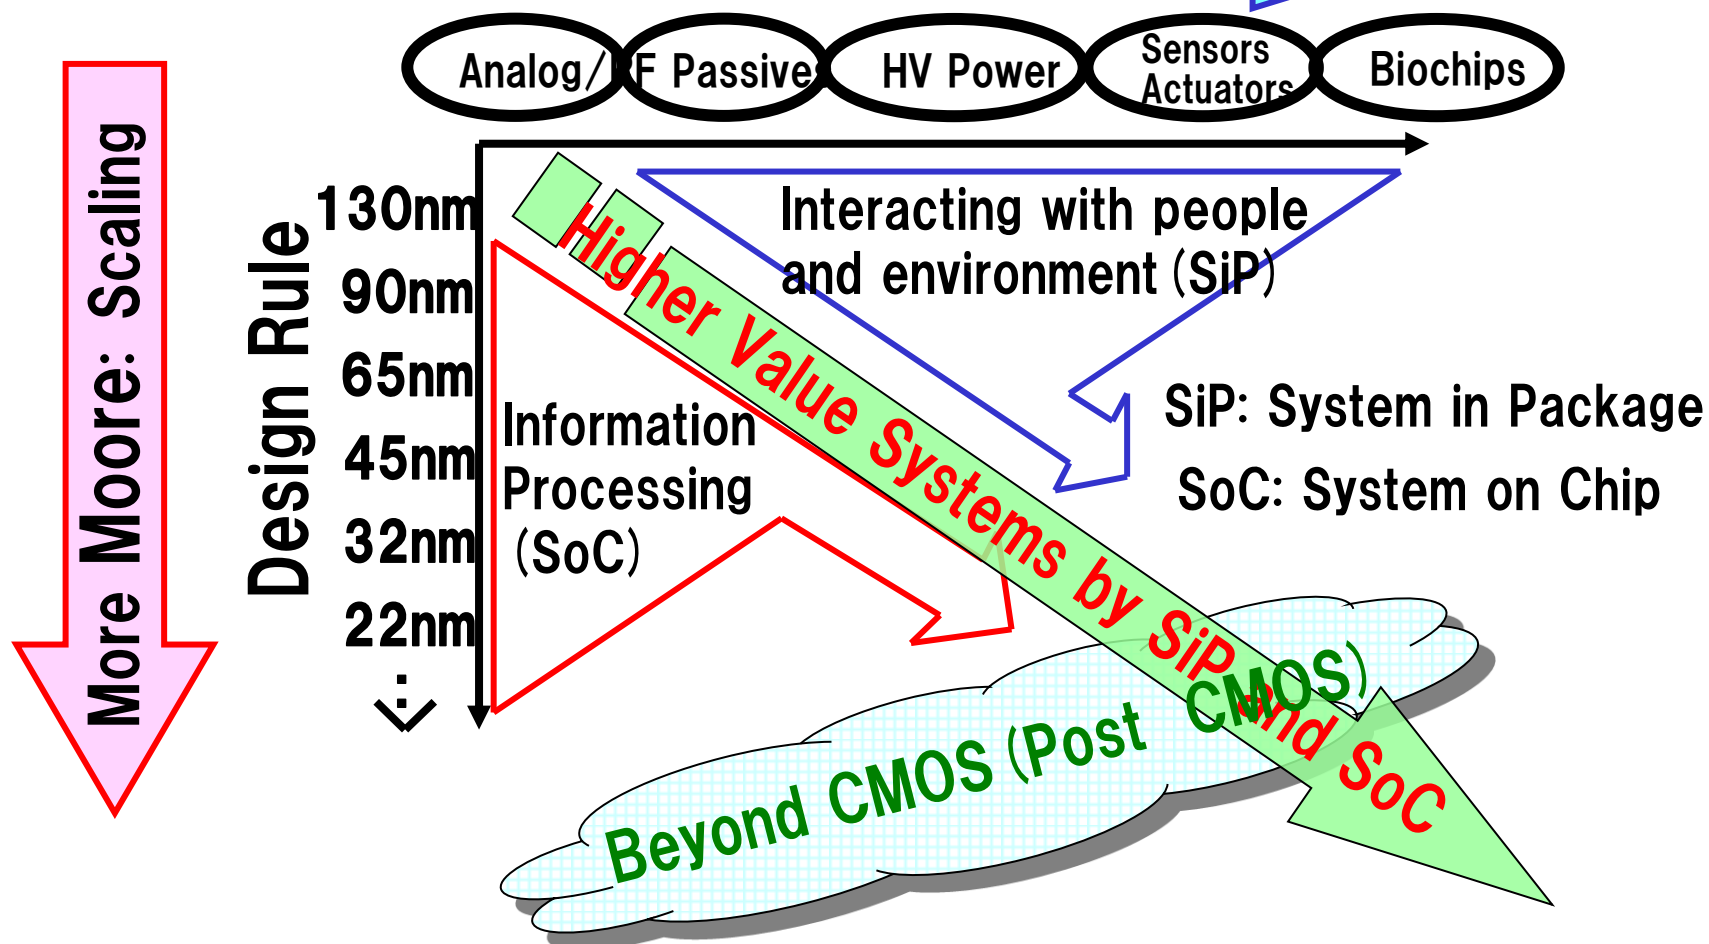 Analog/RF
Passives
HV Power
Sensors
Actuators
Biochips
More Moore: Scaling
Design Rule
130nm
90nm
65nm
45nm
32nm
22nm
Interacting with people
and environment (SiP)
Information
Processing
(SoC)
Higher Value Systems by SiP and SoC
SiP: System in Package
SoC: System on Chip
Beyond CMOS (Post CMOS)